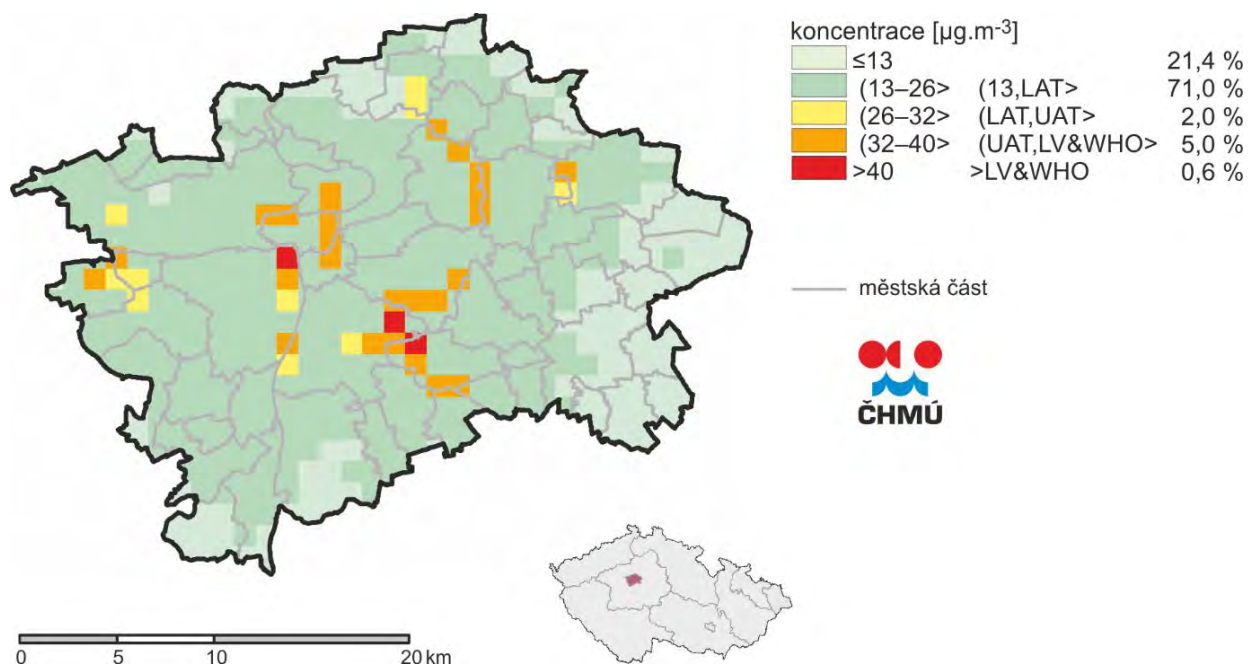 koncentrace [µg.m-3]
≤13 21,4 %
(13–26> (13,LAT> 71,0 %
(26–32> (LAT,UAT> 2,0 %
(32–40> (UAT,LV&WHO> 5,0 %
>40 >LV&WHO 0,6 %
městská část
ČHMÚ
0 5 10 20 km